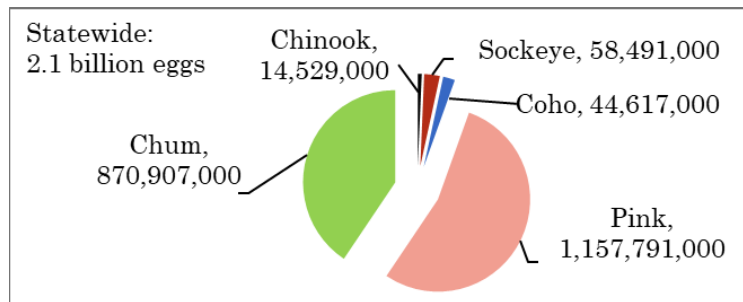 Statewide:
2.1 billion eggs
Chinook,
14,529,000
Sockeye, 58,491,000
Coho, 44,617,000
Chum,
870,907,000
Pink,
1,157,791,000